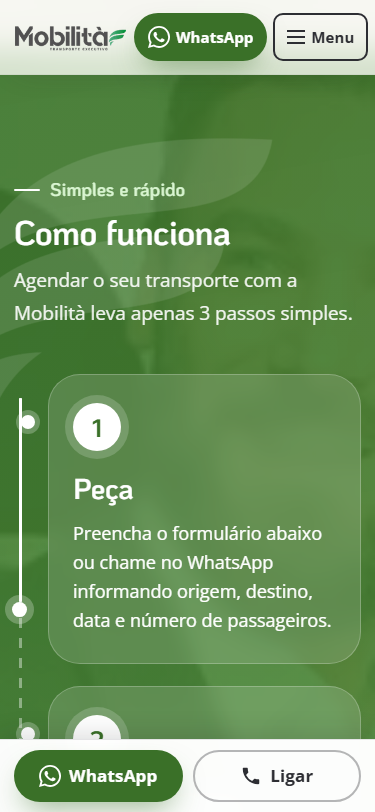 Mobilità
TRANSPORTE EXECUTIVO
WhatsApp
Menu
Simples e rápido
Como funciona
Agendar o seu transporte com a
Mobilità leva apenas 3 passos simples.
1
Peça
Preencha o formulário abaixo
ou chame no WhatsApp
informando origem, destino,
data e número de passageiros.
2
WhatsApp
Ligar